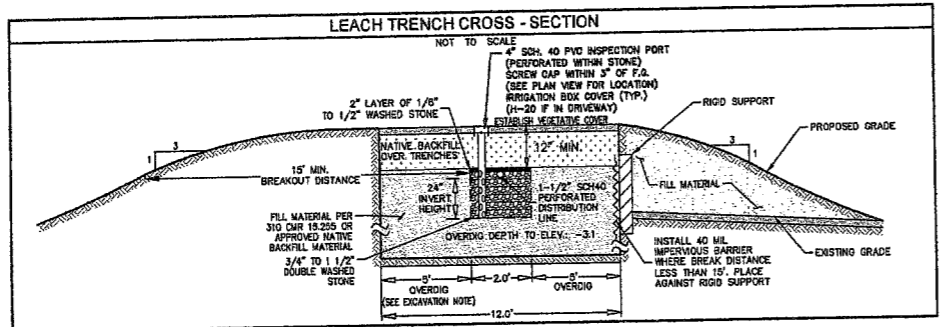 LEACH TRENCH CROSS - SECTION
NOT TO SCALE
4" SCH. 40 PVC INSPECTION PORT
(PERFORATED WITHIN STONE)
SCREW CAP WITHIN 3" OF F.G.
(SEE PLAN VIEW FOR LOCATION)
IRRIGATION BOX COVER (TYP.)
(H-20 IF IN DRIVEWAY)
ESTABLISH VEGETATIVE COVER
2" LAYER OF 1/8"
TO 1/2" WASHED STONE
RIGID SUPPORT
PROPOSED GRADE
3
1
NATIVE BACKFILL
OVER TRENCHES
12" MIN.
3
1
15' MIN.
BREAKOUT DISTANCE
FILL MATERIAL
24"
INVERT
HEIGHT
1-1/2" SCH40
PERFORATED
DISTRIBUTION
LINE
FILL MATERIAL PER
310 CMR 15.255 OR
APPROVED NATIVE
BACKFILL MATERIAL
OVERDIG DEPTH TO ELEV.: -3.1
3/4" TO 1 1/2"
DOUBLE WASHED
STONE
INSTALL 40 MIL
IMPERVIOUS BARRIER
WHERE BREAK DISTANCE
LESS THAN 15'. PLACE
AGAINST RIGID SUPPORT
EXISTING GRADE
5' 2.0' 5'
OVERDIG OVERDIG
(SEE EXCAVATION NOTE)
12.0'